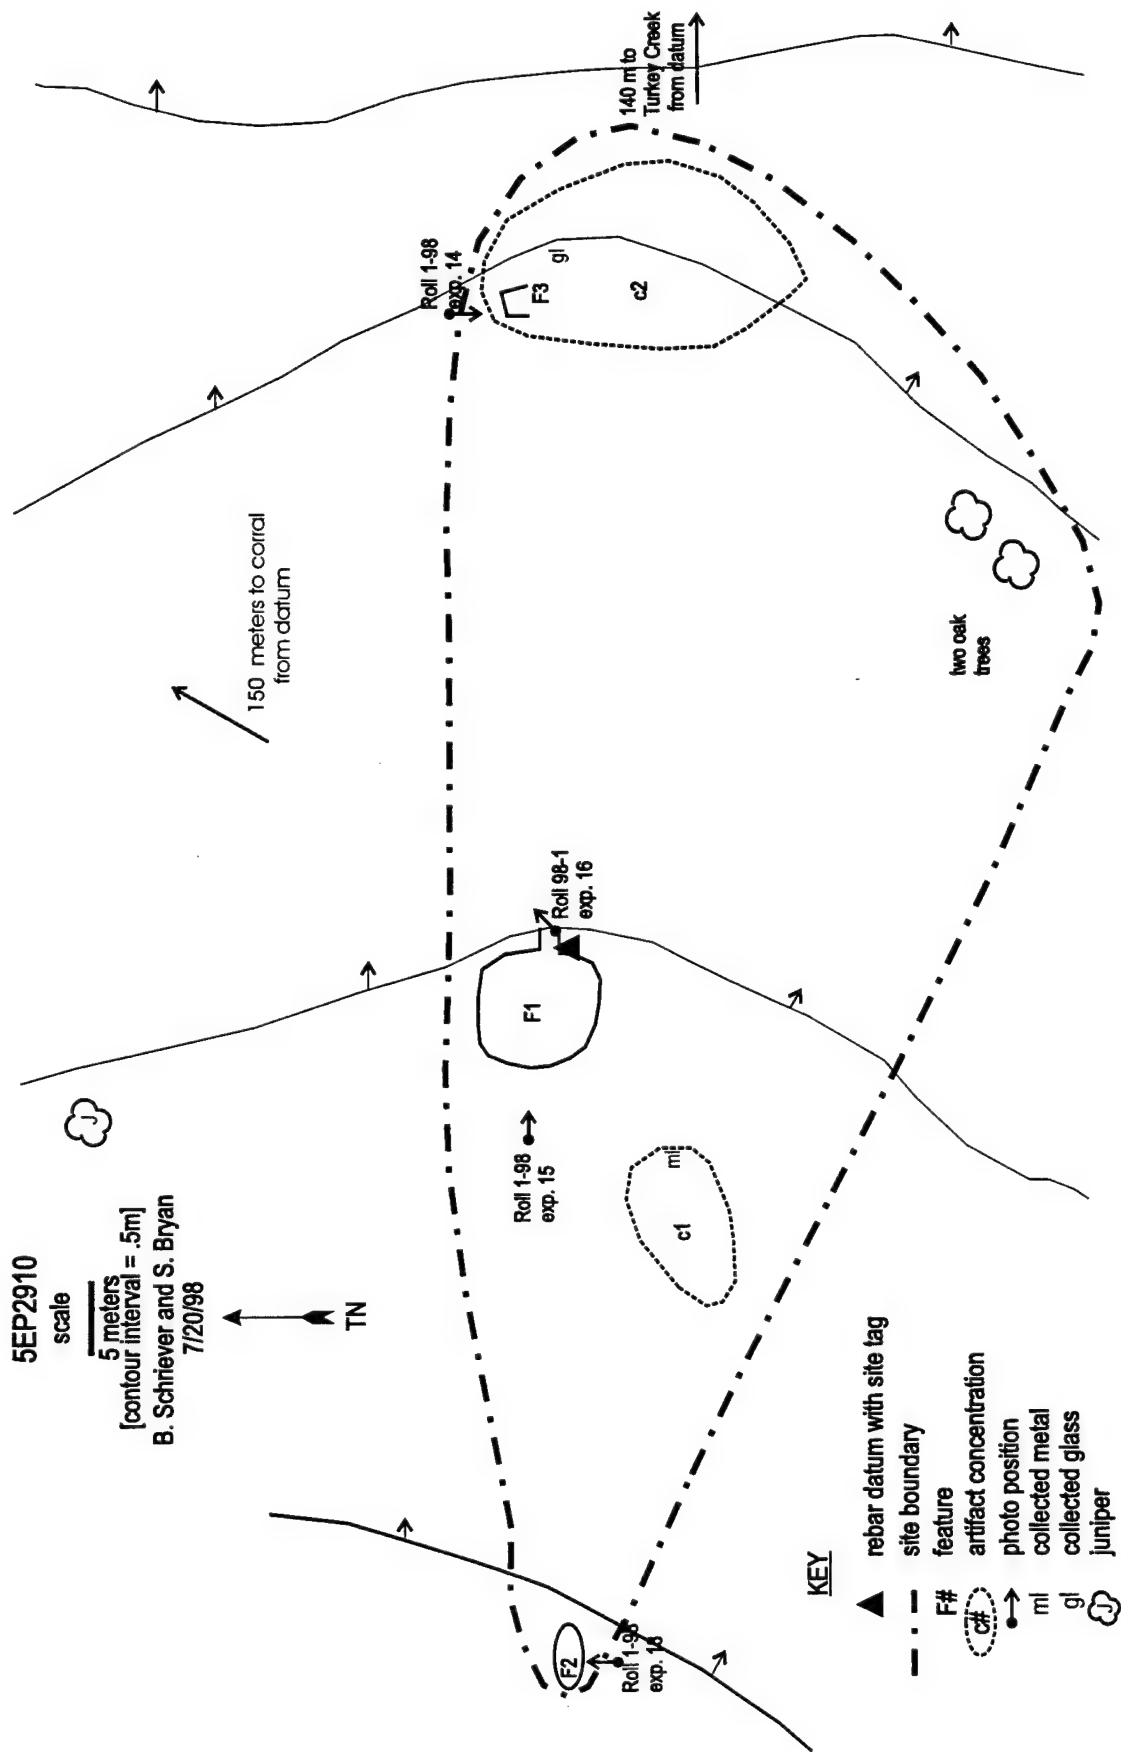 5EP2910
scale
5 meters
[contour interval = .5m]
B. Schriever and S. Bryan
7/20/98
TN
J
150 meters to corral
from datum
Roll 1-98
exp. 14
140 m to
Turkey Creek
from datum
F3
gl
c2
F1
Roll 98-1
exp. 16
Roll 1-98
exp. 15
c1
ml
two oak
trees
F2
Roll 1-98
exp. 18
KEY
rebar datum with site tag
site boundary
F# feature
c# artifact concentration
photo position
ml collected metal
gl collected glass
J juniper